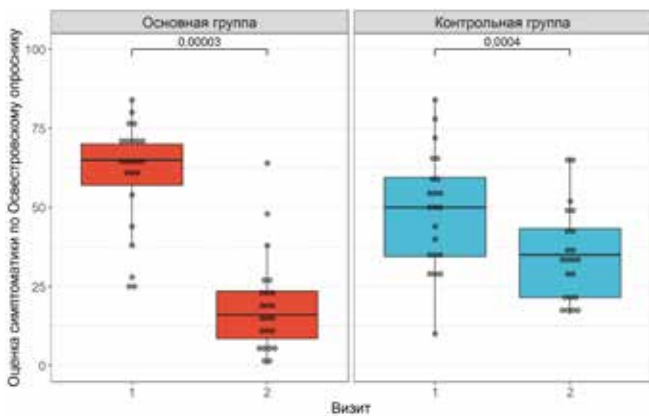 Основная группа
Контрольная группа
0.00003
0,0004
Оценка симптоматики по Освестровскому опроснику
100
75
50
25
0
1
2
1
2
Визит